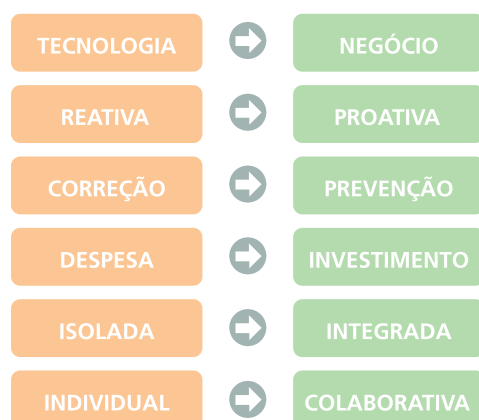 TECNOLOGIA NEGÓCIO
REATIVA PROATIVA
CORREÇÃO PREVENÇÃO
DESPESA INVESTIMENTO
ISOLADA INTEGRADA
INDIVIDUAL COLABORATIVA